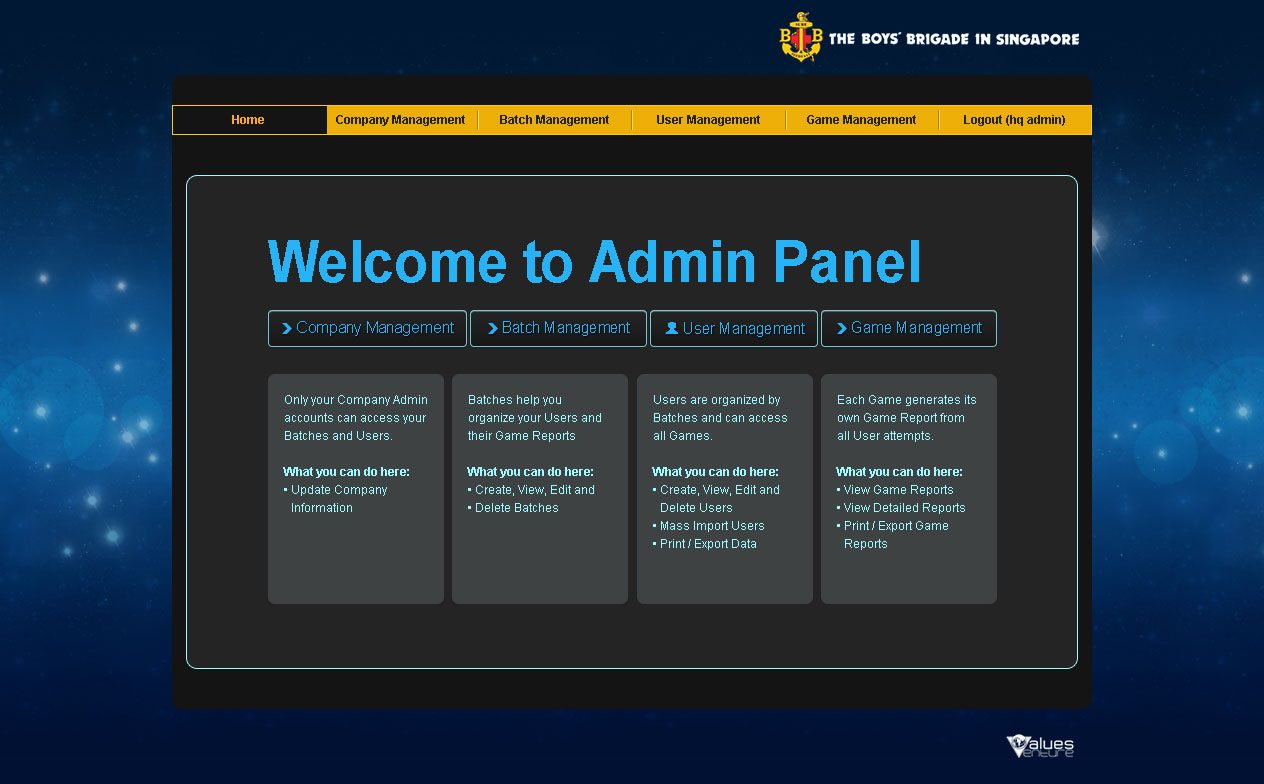 B B THE BOYS' BRIGADE IN SINGAPORE
Home Company Management Batch Management User Management Game Management Logout (hq admin)
Welcome to Admin Panel
Company Management Batch Management User Management Game Management
Only your Company Admin
accounts can access your
Batches and Users.
What you can do here:
• Update Company
Information
Batches help you
organize your Users and
their Game Reports
What you can do here:
• Create, View, Edit and
• Delete Batches
Users are organized by
Batches and can access
all Games.
What you can do here:
• Create, View, Edit and
Delete Users
• Mass Import Users
• Print / Export Data
Each Game generates its
own Game Report from
all User attempts.
What you can do here:
• View Game Reports
• View Detailed Reports
• Print / Export Game
Reports
Values
Venture